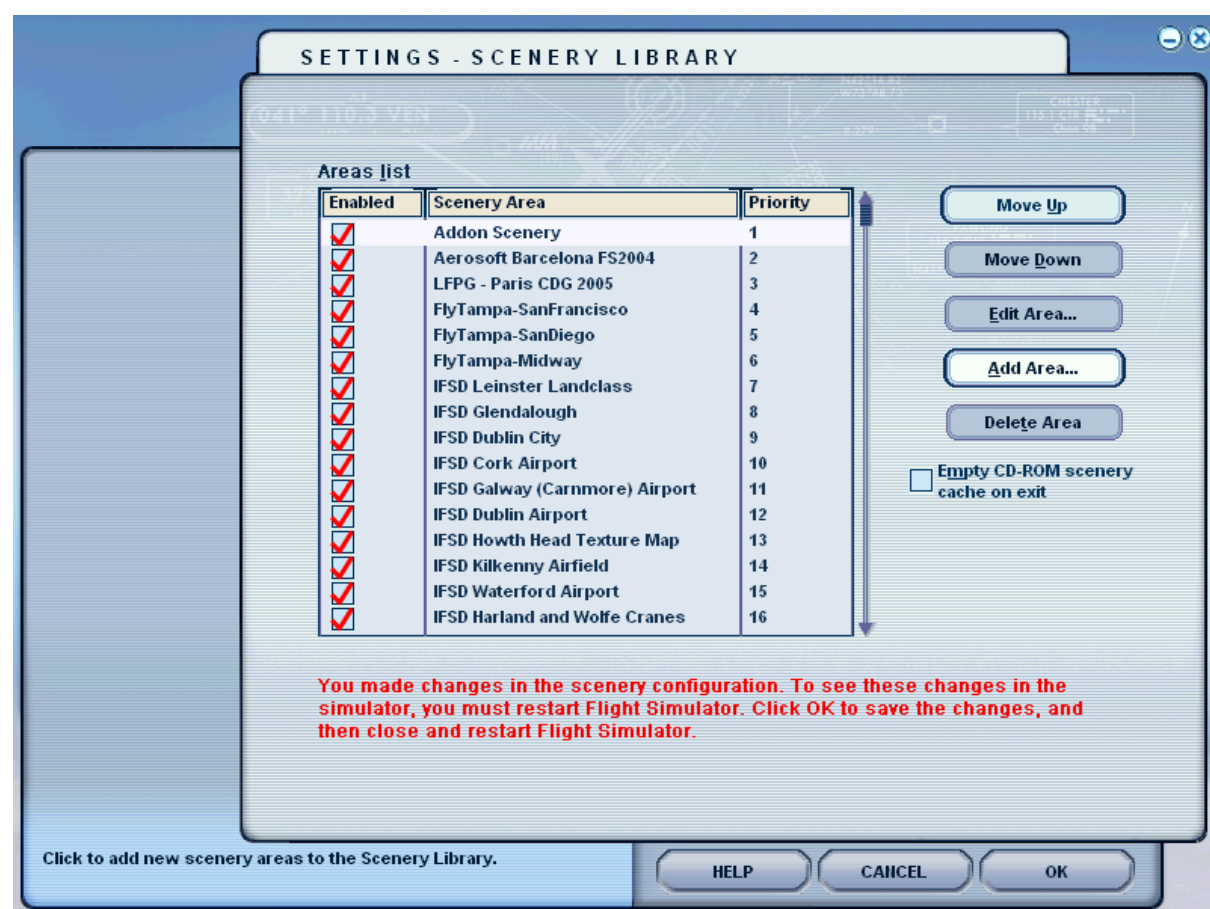 SETTINGS - SCENERY LIBRARY
Areas list
Enabled Scenery Area Priority
Addon Scenery 1
Aerosoft Barcelona FS2004 2
LFPG - Paris CDG 2005 3
FlyTampa-SanFrancisco 4
FlyTampa-SanDiego 5
FlyTampa-Midway 6
IFSD Leinster Landclass 7
IFSD Glendalough 8
IFSD Dublin City 9
IFSD Cork Airport 10
IFSD Galway (Carnmore) Airport 11
IFSD Dublin Airport 12
IFSD Howth Head Texture Map 13
IFSD Kilkenny Airfield 14
IFSD Waterford Airport 15
IFSD Harland and Wolfe Cranes 16
Move Up
Move Down
Edit Area...
Add Area...
Delete Area
Empty CD-ROM scenery
cache on exit
You made changes in the scenery configuration. To see these changes in the
simulator, you must restart Flight Simulator. Click OK to save the changes, and
then close and restart Flight Simulator.
Click to add new scenery areas to the Scenery Library.
HELP CANCEL OK